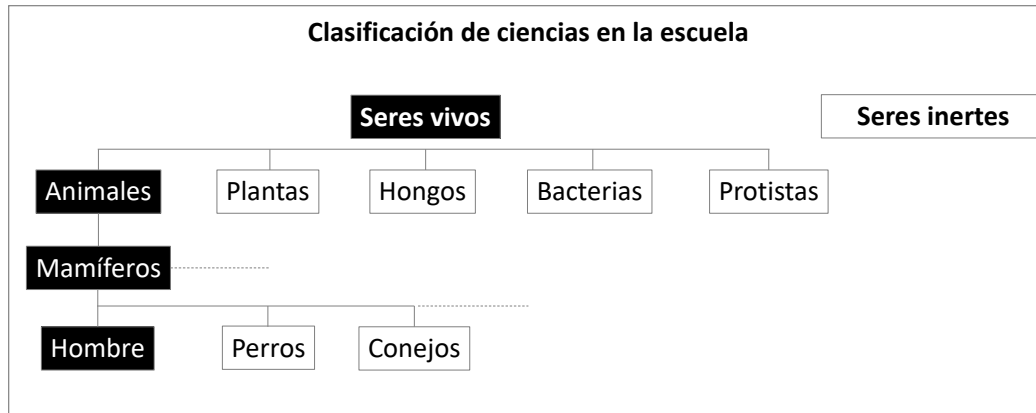 Clasificación de ciencias en la escuela
Seres vivos
Seres inertes
Animales
Plantas
Hongos
Bacterias
Protistas
Mamíferos
Hombre
Perros
Conejos